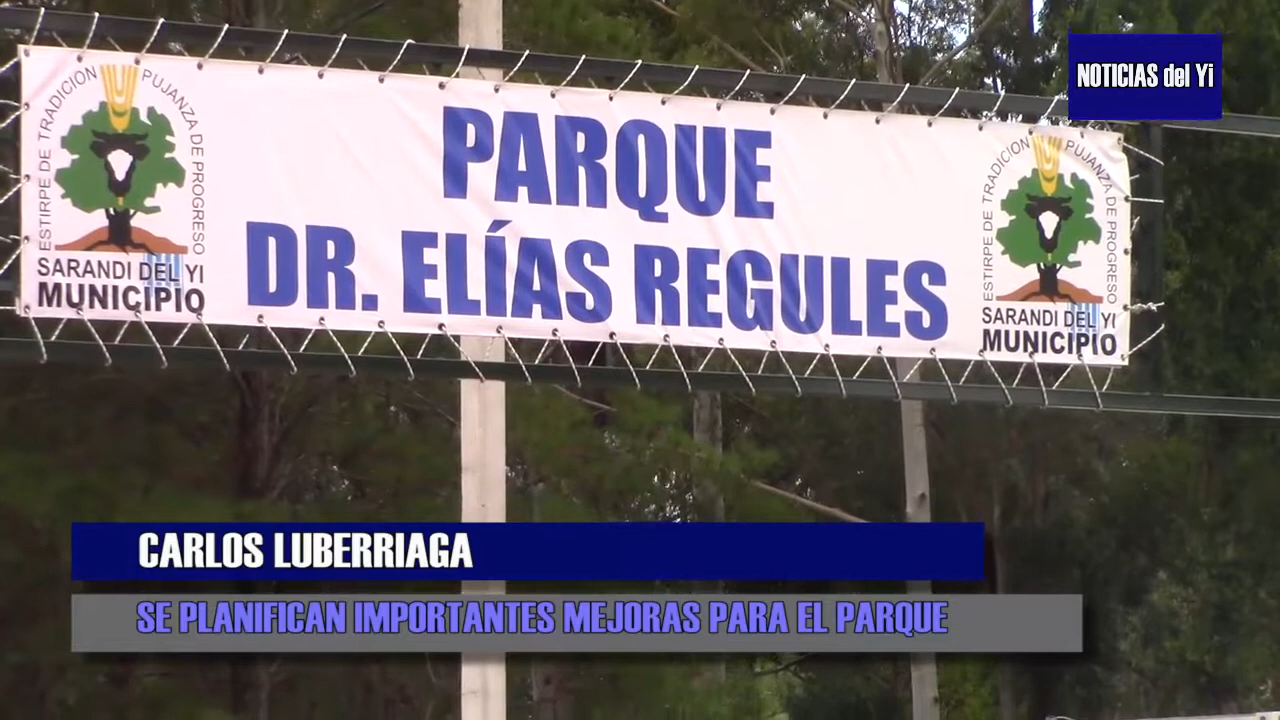 NOTICIAS del Yi
ESTIRPE DE TRADICION PUJANZA DE PROGRESO
SARANDI DEL YI
MUNICIPIO
PARQUE
DR. ELÍAS REGULES
ESTIRPE DE TRADICION PUJANZA DE PROGRESO
SARANDI DEL YI
MUNICIPIO
CARLOS LUBERRIAGA
SE PLANIFICAN IMPORTANTES MEJORAS PARA EL PARQUE